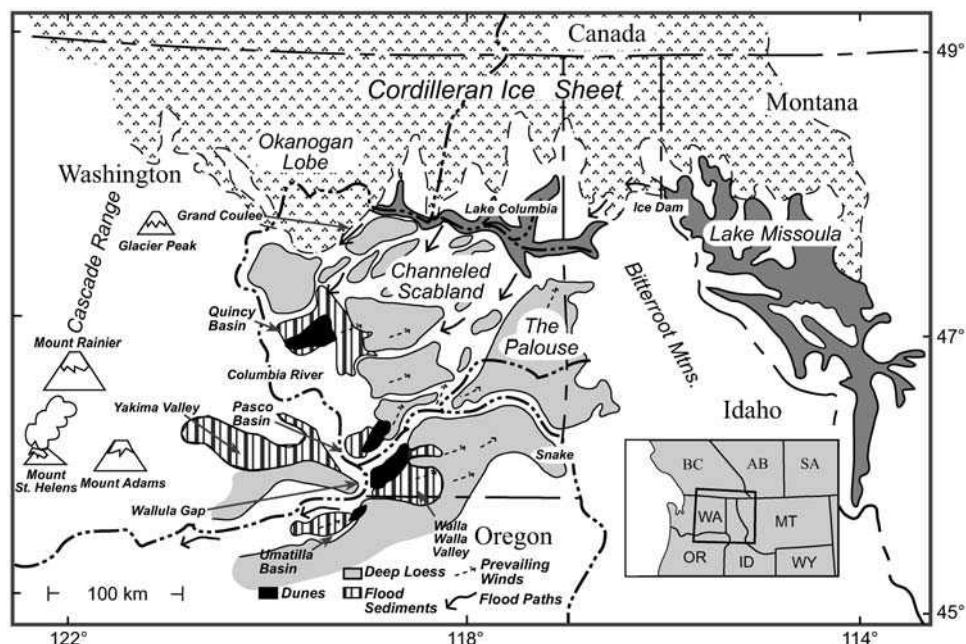 Canada
49°
Cordilleran Ice Sheet
Montana
Okanogan
Lobe
Washington
Grand Coulee
Lake Columbia
Ice Dam
Lake Missoula
Cascade Range
Glacier Peak
Channeled
Scabland
Bitterroot Mtns.
Quincy
Basin
The
Palouse
47°
Mount Rainier
Columbia River
Yakima Valley
Pasco
Basin
Idaho
Snake
Mount
St. Helens
Mount Adams
Wallula Gap
BC
AB
SA
WA
MT
OR
ID
WY
Umatilla
Basin
Walla
Walla
Valley
Oregon
100 km
Deep Loess
Prevailing
Winds
Dunes
Flood
Sediments
Flood Paths
45°
122°
118°
114°